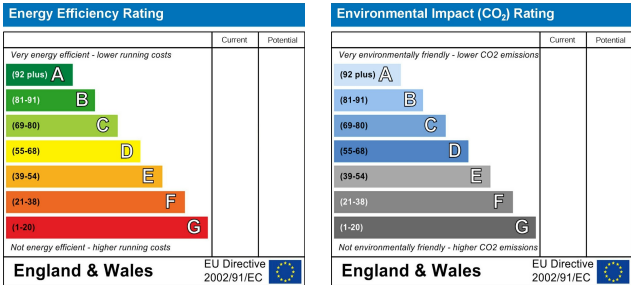 Energy Efficiency Rating
Current Potential
Very energy efficient - lower running costs
(92 plus) A
(81-91) B
(69-80) C
(55-68) D
(39-54) E
(21-38) F
(1-20) G
Not energy efficient - higher running costs
England & Wales
EU Directive
2002/91/EC
Environmental Impact (CO₂) Rating
Current Potential
Very environmentally friendly - lower CO2 emissions
(92 plus) A
(81-91) B
(69-80) C
(55-68) D
(39-54) E
(21-38) F
(1-20) G
Not environmentally friendly - higher CO2 emissions
England & Wales
EU Directive
2002/91/EC